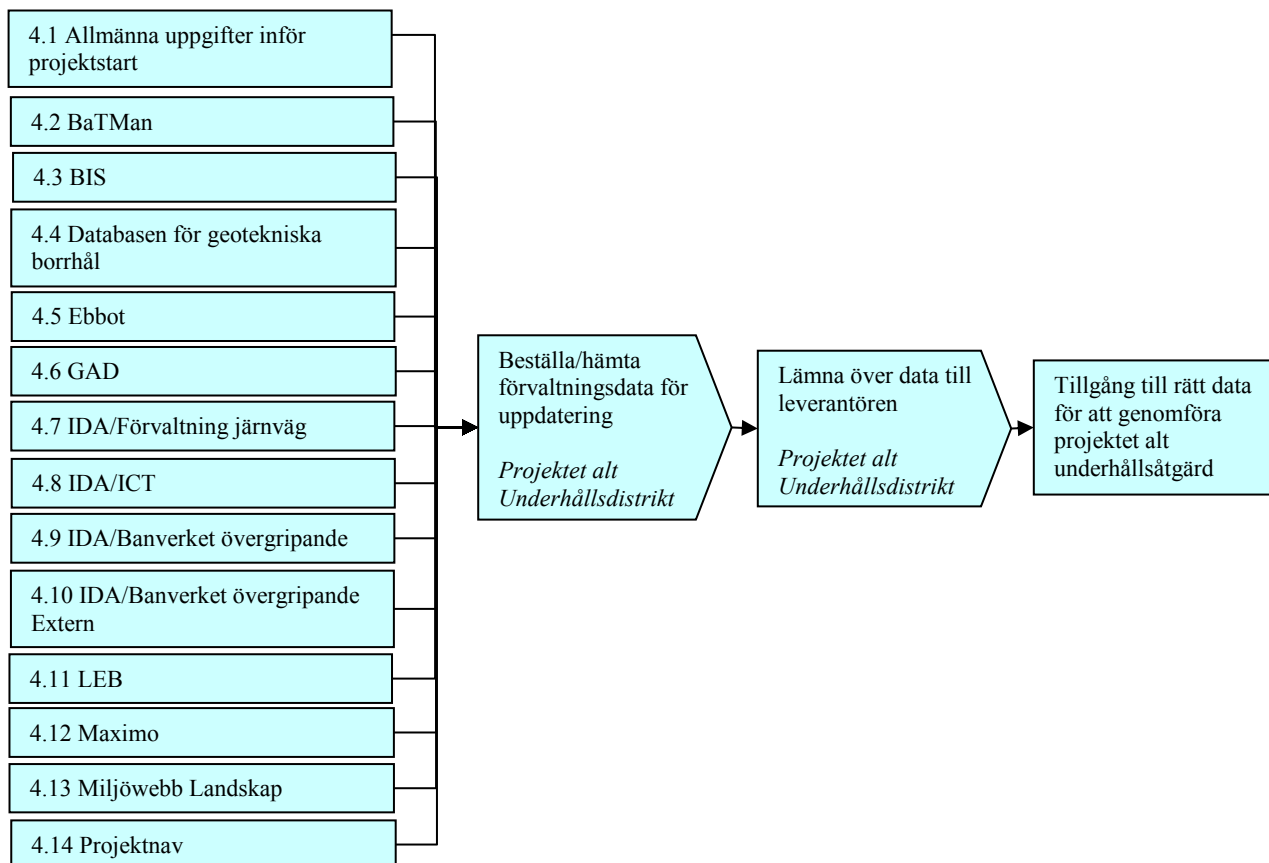 4.1 Allmänna uppgifter inför
projektstart
4.2 BaTMan
4.3 BIS
4.4 Databasen för geotekniska
borrhål
4.5 Ebbot
4.6 GAD
4.7 IDA/Förvaltning järnväg
4.8 IDA/ICT
4.9 IDA/Banverket övergripande
4.10 IDA/Banverket övergripande
Extern
4.11 LEB
4.12 Maximo
4.13 Miljöwebb Landskap
4.14 Projektnav
Beställa/hämta
förvaltningsdata för
uppdatering
Projektet alt
Underhållsdistrikt
Lämna över data till
leverantören
Projektet alt
Underhållsdistrikt
Tillgång till rätt data
för att genomföra
projektet alt
underhållsåtgärd